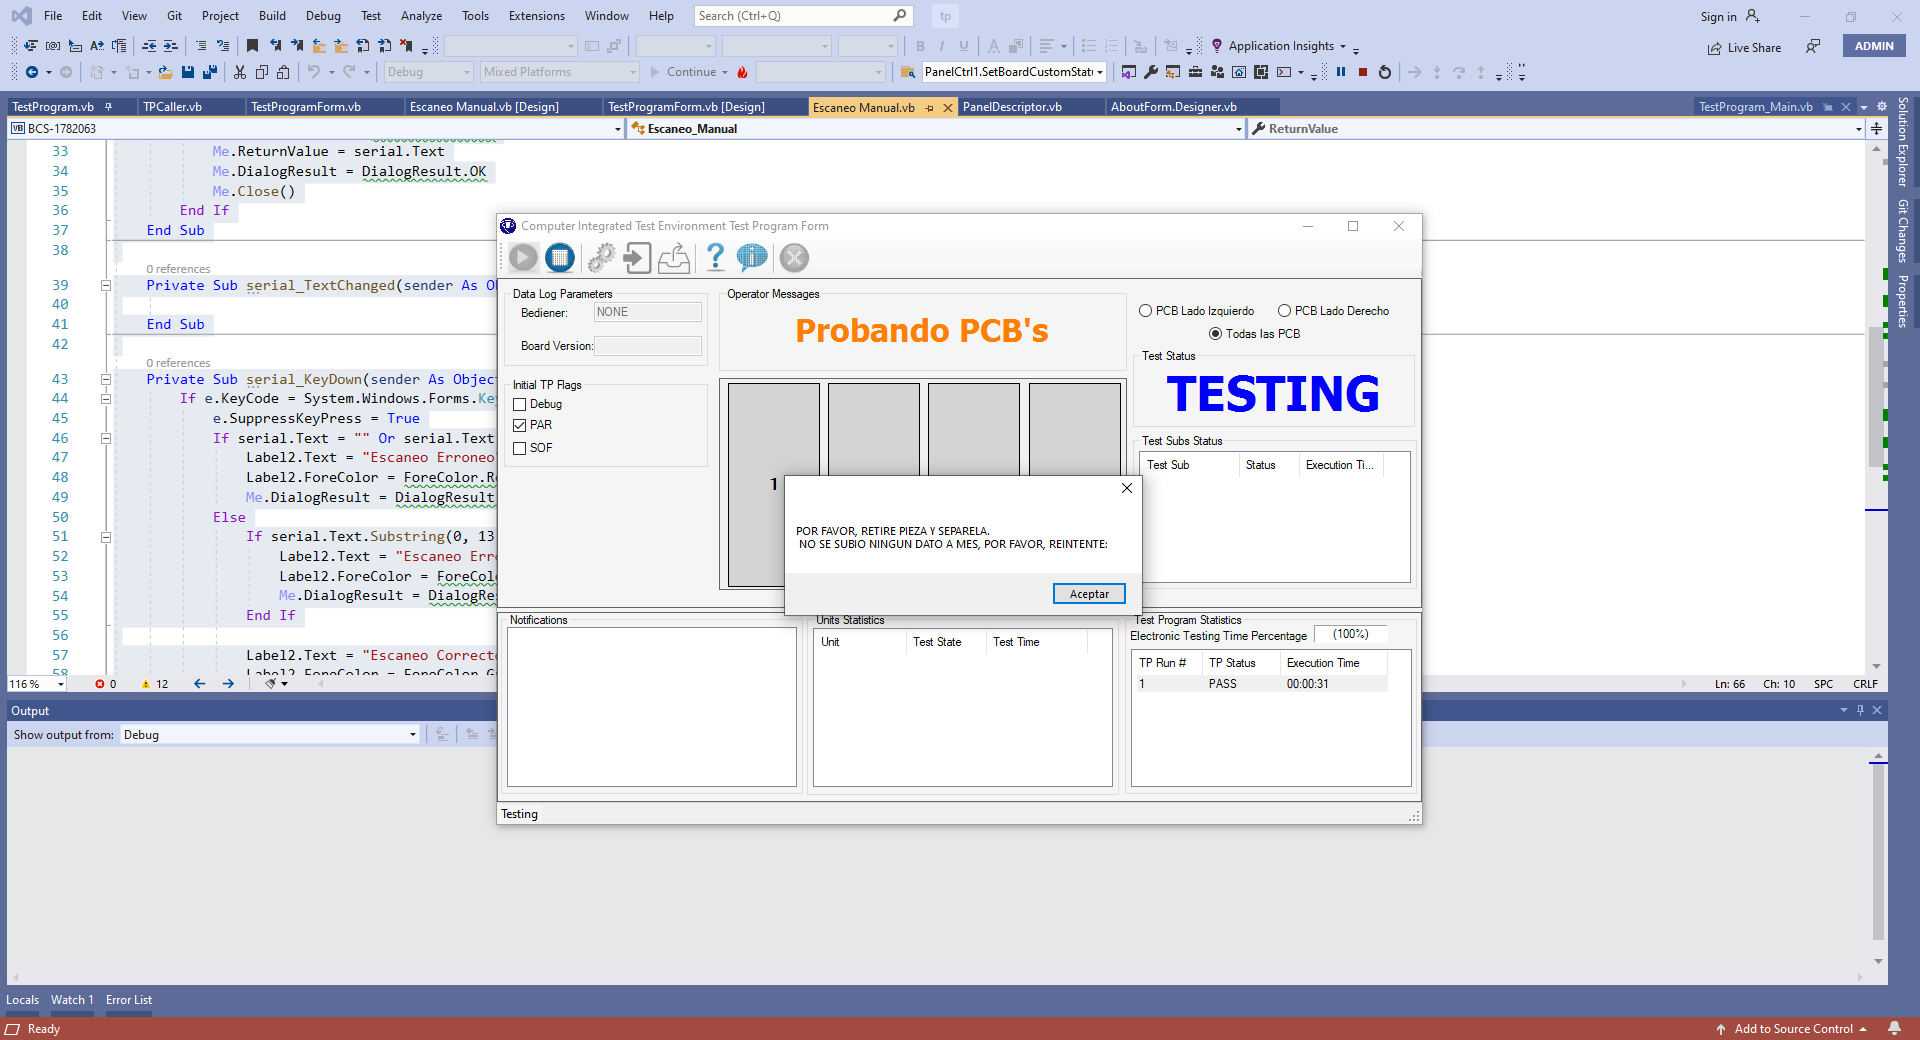 File Edit View Git Project Build Debug Test Analyze Tools Extensions Window Help Search (Ctrl+Q) tp Sign in
Application Insights Live Share ADMIN
Debug Mixed Platforms Continue PanelCtrl1.SetBoardCustomStat
TestProgram.vb TPCaller.vb TestProgramForm.vb Escaneo Manual.vb [Design] TestProgramForm.vb [Design] Escaneo Manual.vb PanelDescriptor.vb AboutForm.Designer.vb TestProgram_Main.vb
VB BCS-1782063 Escaneo_Manual ReturnValue
Solution Explorer
Git Changes
Properties
33 Me.ReturnValue = serial.Text
34 Me.DialogResult = DialogResult.OK
35 Me.Close()
36 End If
37 End Sub
38
0 references
39 Private Sub serial_TextChanged(sender As Ob
40
41 End Sub
42
0 references
43 Private Sub serial_KeyDown(sender As Object
44 If e.KeyCode = System.Windows.Forms.Key
45 e.SuppressKeyPress = True
46 If serial.Text = "" Or serial.Text
47 Label2.Text = "Escaneo Erroneo"
48 Label2.ForeColor = ForeColor.Re
49 Me.DialogResult = DialogResult
50 Else
51 If serial.Text.Substring(0, 13
52 Label2.Text = "Escaneo Erro
53 Label2.ForeColor = ForeColo
54 Me.DialogResult = DialogRes
55 End If
56
57 Label2.Text = "Escaneo Correcto
58 Label2.ForeColor = ForeColor.G
116 % 0 12 Ln: 66 Ch: 10 SPC CRLF
Computer Integrated Test Environment Test Program Form
Data Log Parameters
Bediener: NONE
Board Version:
Initial TP Flags
Debug
PAR
SOF
Operator Messages
Probando PCB's
1
PCB Lado Izquierdo PCB Lado Derecho
Todas las PCB
Test Status
TESTING
Test Subs Status
Test Sub Status Execution Ti...
POR FAVOR, RETIRE PIEZA Y SEPARELA.
NO SE SUBIO NINGUN DATO A MES, POR FAVOR, REINTENTE:
Aceptar
Notifications
Units Statistics
Unit Test State Test Time
Test Program Statistics
Electronic Testing Time Percentage (100%)
TP Run # TP Status Execution Time
1 PASS 00:00:31
Testing
Output
Show output from: Debug
Locals Watch 1 Error List
Ready Add to Source Control